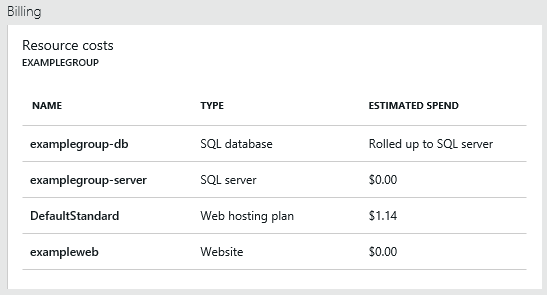 Billing
Resource costs
EXAMPLEGROUP
NAME TYPE ESTIMATED SPEND
examplegroup-db SQL database Rolled up to SQL server
examplegroup-server SQL server $0.00
DefaultStandard Web hosting plan $1.14
exampleweb Website $0.00